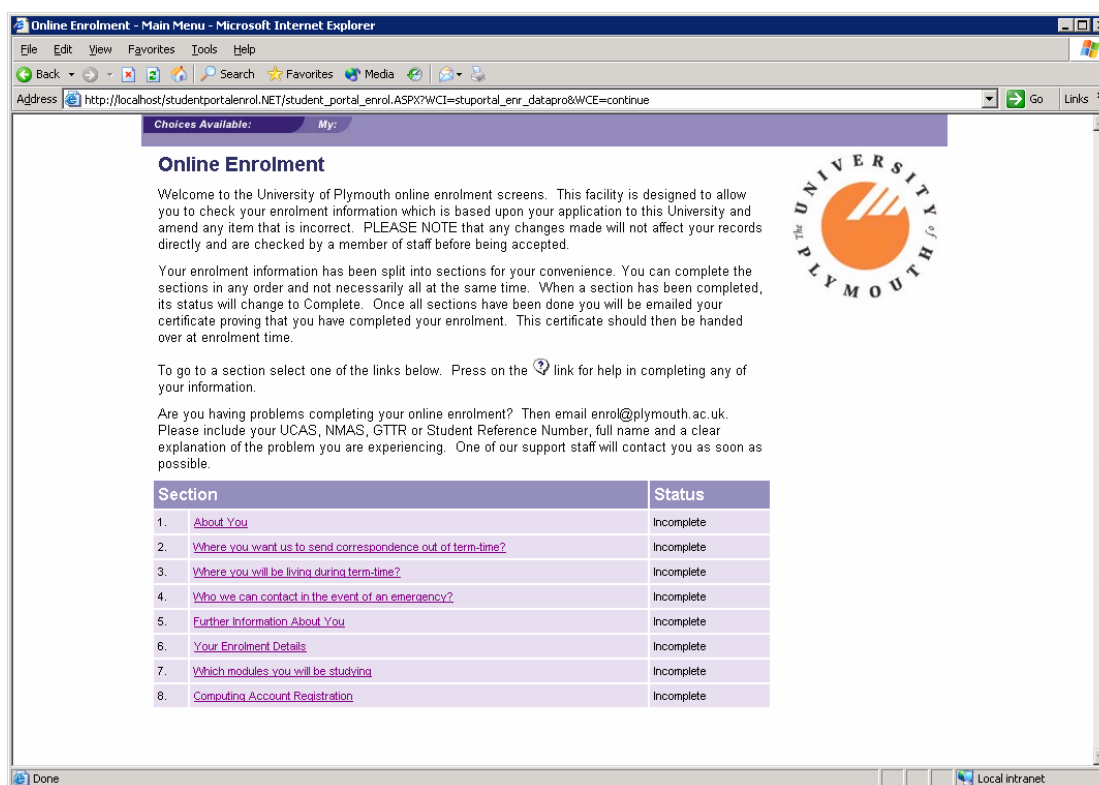 Online Enrolment - Main Menu - Microsoft Internet Explorer
File Edit View Favorites Tools Help
Back Search Favorites Media
Address http://localhost/studentportalenrol.NET/student_portal_enrol.ASPX?WCI=stuportal_enr_datapro&WCE=continue Go Links
Choices Available: My:
Online Enrolment
The UNIVERSITY of PLYMOUTH
Welcome to the University of Plymouth online enrolment screens. This facility is designed to allow
you to check your enrolment information which is based upon your application to this University and
amend any item that is incorrect. PLEASE NOTE that any changes made will not affect your records
directly and are checked by a member of staff before being accepted.
Your enrolment information has been split into sections for your convenience. You can complete the
sections in any order and not necessarily all at the same time. When a section has been completed,
its status will change to Complete. Once all sections have been done you will be emailed your
certificate proving that you have completed your enrolment. This certificate should then be handed
over at enrolment time.
To go to a section select one of the links below. Press on the ? link for help in completing any of
your information.
Are you having problems completing your online enrolment? Then email enrol@plymouth.ac.uk.
Please include your UCAS, NMAS, GTTR or Student Reference Number, full name and a clear
explanation of the problem you are experiencing. One of our support staff will contact you as soon as
possible.
Section Status
1. About You Incomplete
2. Where you want us to send correspondence out of term-time? Incomplete
3. Where you will be living during term-time? Incomplete
4. Who we can contact in the event of an emergency? Incomplete
5. Further Information About You Incomplete
6. Your Enrolment Details Incomplete
7. Which modules you will be studying Incomplete
8. Computing Account Registration Incomplete
Done Local intranet